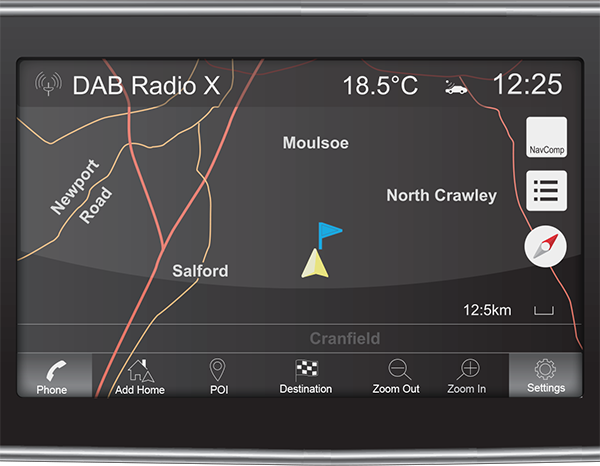 DAB Radio X 18.5°C 12:25
Moulsoe
NavComp
Newport
Road
North Crawley
Salford
12:5km
Cranfield
Phone Add Home POI Destination Zoom Out Zoom In Settings